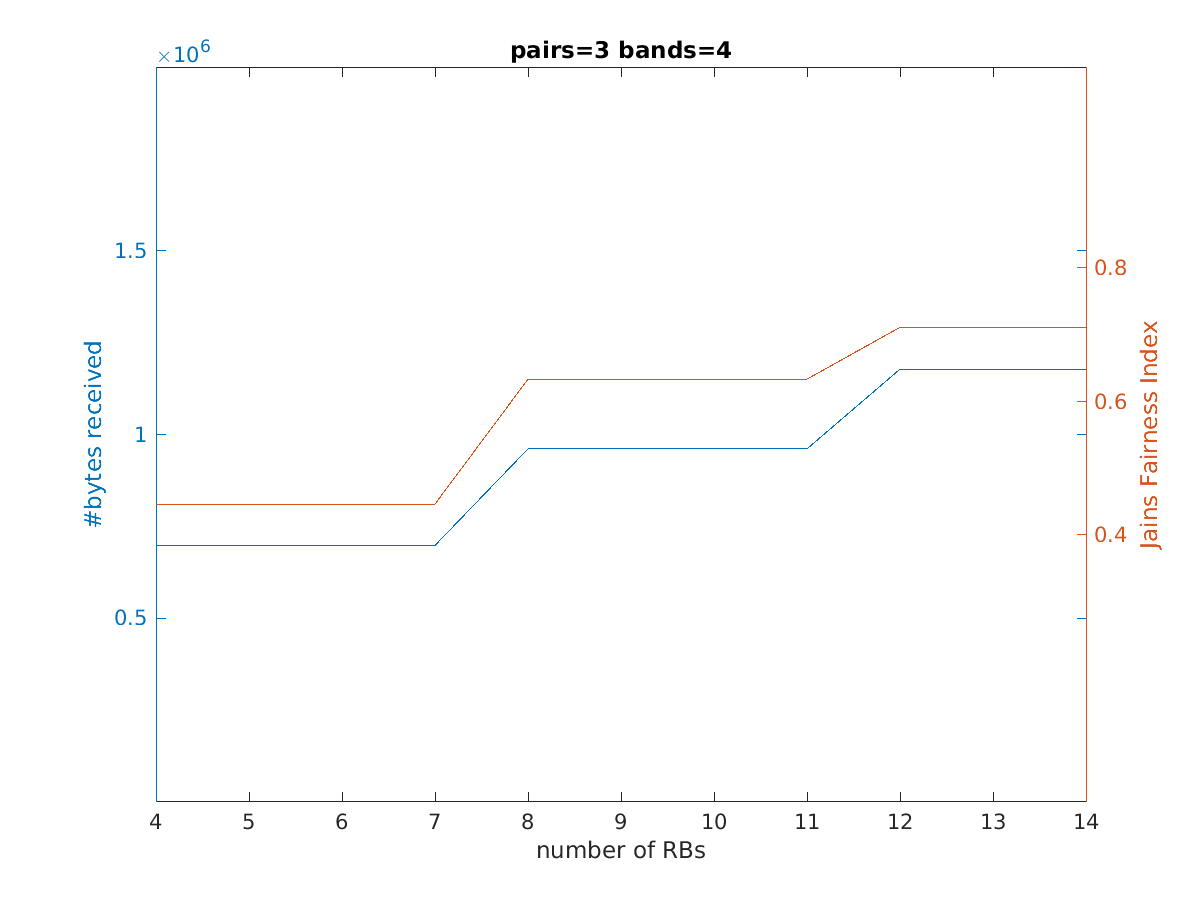 pairs=3 bands=4
×10^6
1.5
1
0.5
#bytes received
0.8
0.6
0.4
Jains Fairness Index
4 5 6 7 8 9 10 11 12 13 14
number of RBs